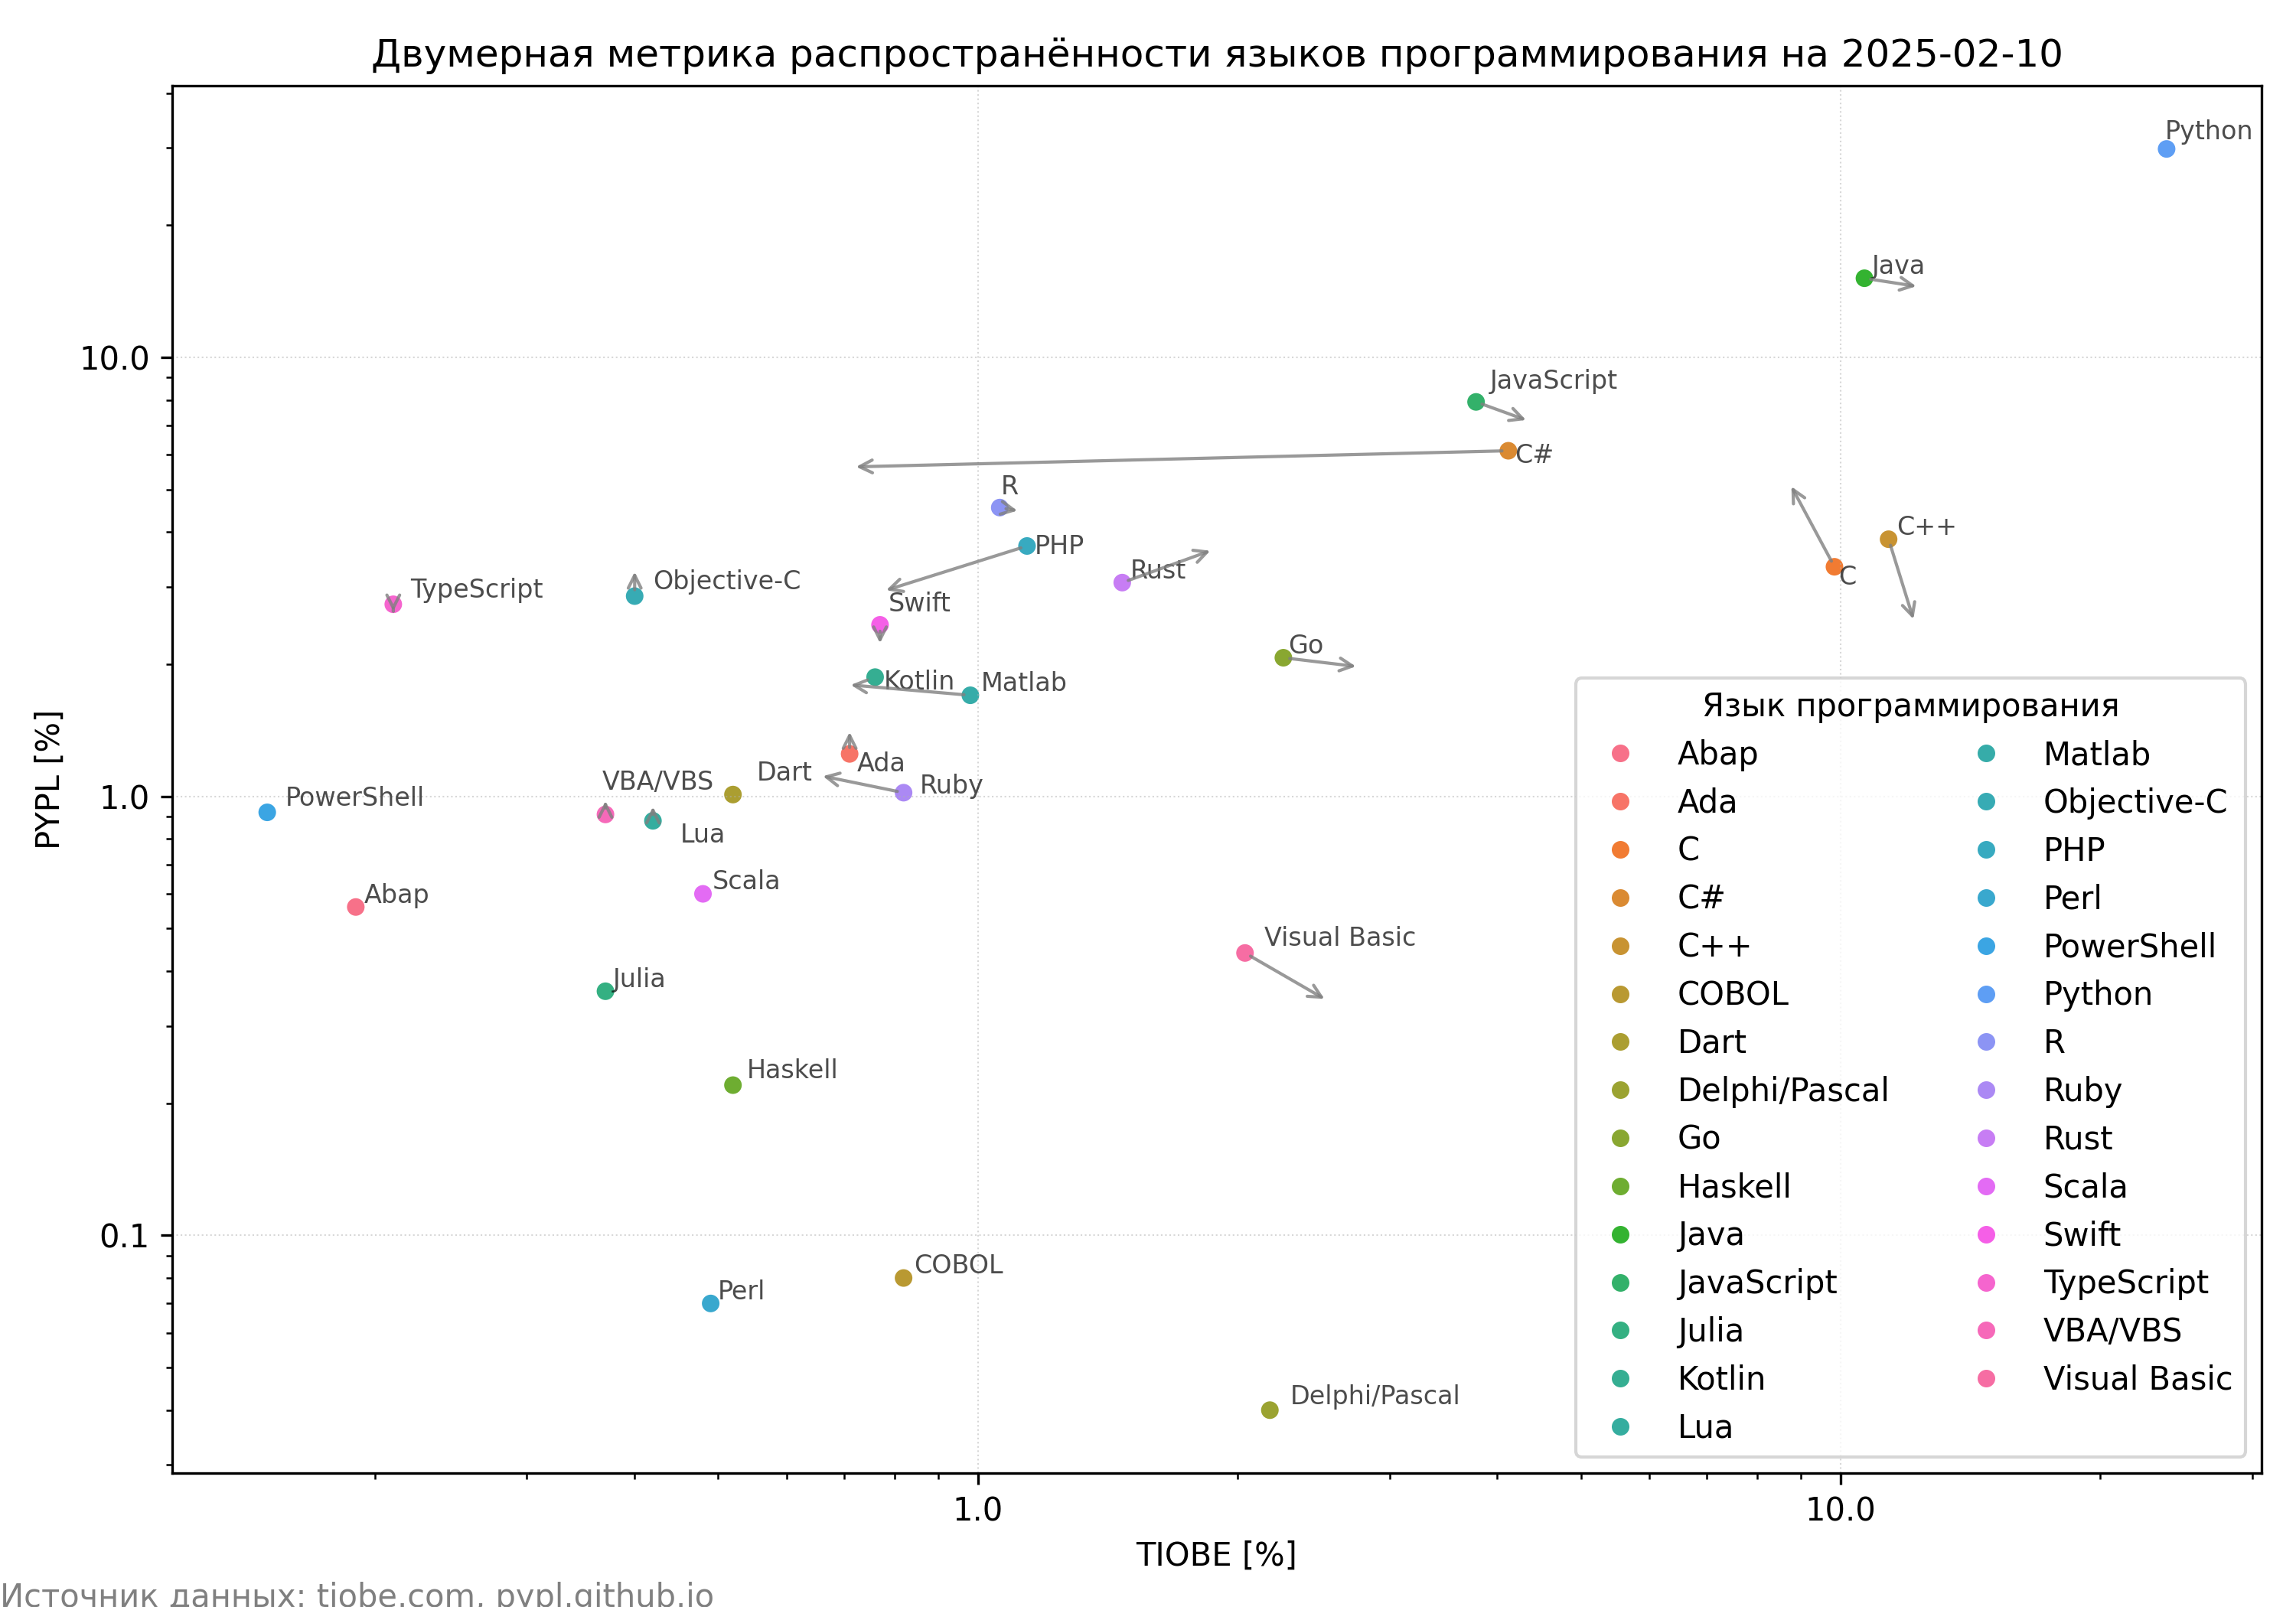 Двумерная метрика распространённости языков программирования на 2025-02-10
Python
Java
10.0
JavaScript
C#
R
C++
PHP
Rust
C
TypeScript
Objective-C
Swift
Go
Kotlin
Matlab
PYPL [%]
Ada
Dart
VBA/VBS
Ruby
PowerShell
1.0
Lua
Scala
Abap
Visual Basic
Julia
Haskell
0.1
COBOL
Perl
Delphi/Pascal
Язык программирования
Abap
Ada
C
C#
C++
COBOL
Dart
Delphi/Pascal
Go
Haskell
Java
JavaScript
Julia
Kotlin
Lua
Matlab
Objective-C
PHP
Perl
PowerShell
Python
R
Ruby
Rust
Scala
Swift
TypeScript
VBA/VBS
Visual Basic
1.0
10.0
TIOBE [%]
Источник данных: tiobe.com, pypl.github.io